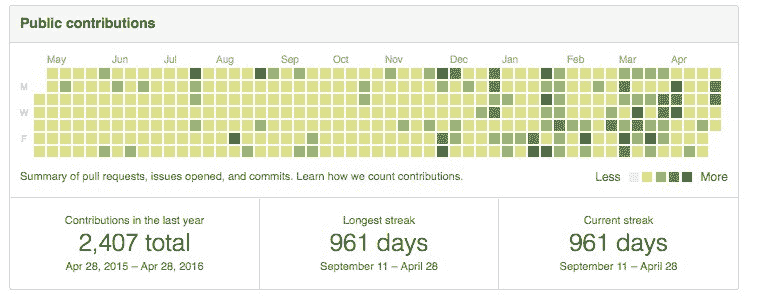 Public contributions
May Jun Jul Aug Sep Oct Nov Dec Jan Feb Mar Apr
M
W
F
Summary of pull requests, issues opened, and commits. Learn how we count contributions.
Less More
Contributions in the last year
2,407 total
Apr 28, 2015 – Apr 28, 2016
Longest streak
961 days
September 11 – April 28
Current streak
961 days
September 11 – April 28